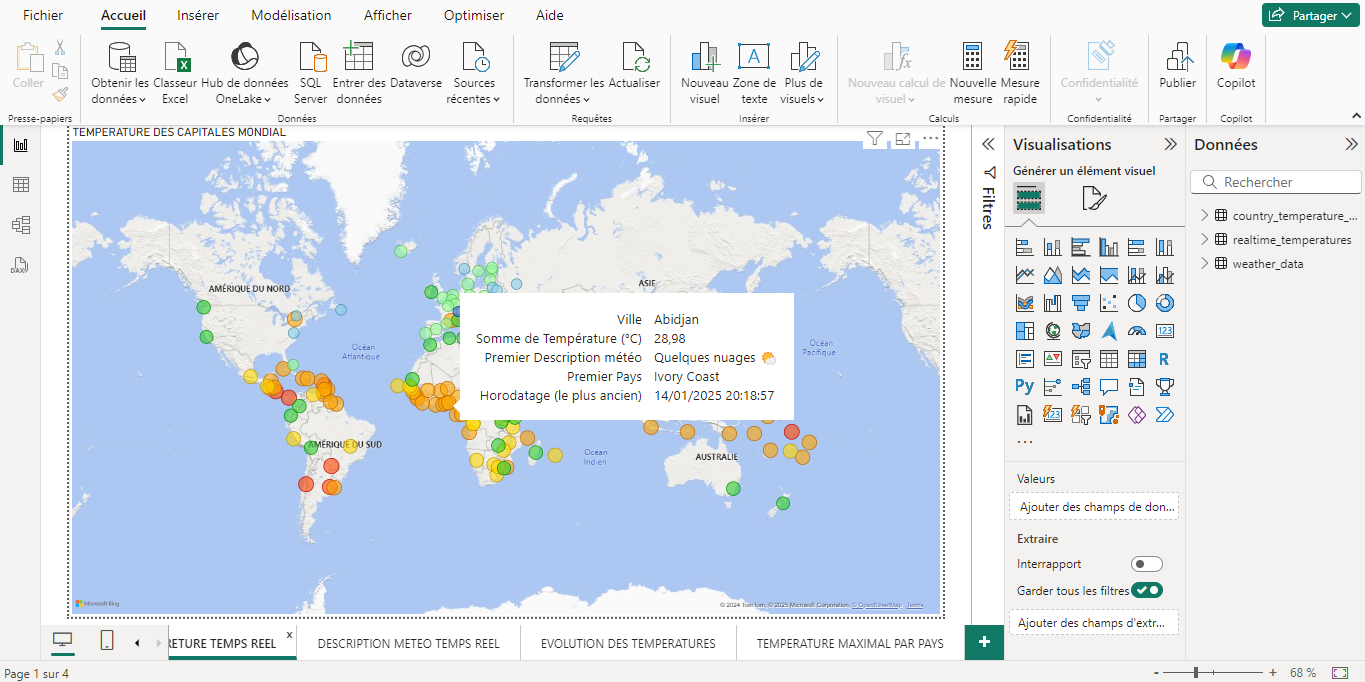 Fichier Accueil Insérer Modélisation Afficher Optimiser Aide Partager
Coller
Obtenir les données
Classeur Excel
Hub de données OneLake
SQL Server
Entrer des données
Dataverse
Sources récentes
Transformer les données
Actualiser
Nouveau visuel
Zone de texte
Plus de visuels
Nouveau calcul de visuel
Nouvelle mesure
Mesure rapide
Confidentialité
Publier
Copilot
Presse-papiers Données Requêtes Insérer Calculs Confidentialité Partager Copilot
TEMPERATURE DES CAPITALES MONDIAL
AMÉRIQUE DU NORD
ASIE
Océan Atlantique
Océan Pacifique
AMÉRIQUE DU SUD
Océan Indien
AUSTRALIE
Ville Abidjan
Somme de Température (°C) 28,98
Premier Description météo Quelques nuages
Premier Pays Ivory Coast
Horodatage (le plus ancien) 14/01/2025 20:18:57
Microsoft Bing
© 2024 TomTom, © 2025 Microsoft Corporation, © OpenStreetMap Terms
Filtres
Visualisations
Générer un élément visuel
123
R
Py
123
...
Valeurs
Ajouter des champs de don...
Extraire
Interrapport
Garder tous les filtres
Ajouter des champs d'extr...
Données
Rechercher
country_temperature_...
realtime_temperatures
weather_data
DAX
RETURE TEMPS REEL x
DESCRIPTION METEO TEMPS REEL
EVOLUTION DES TEMPERATURES
TEMPERATURE MAXIMAL PAR PAYS
+
Page 1 sur 4
- + 68 %